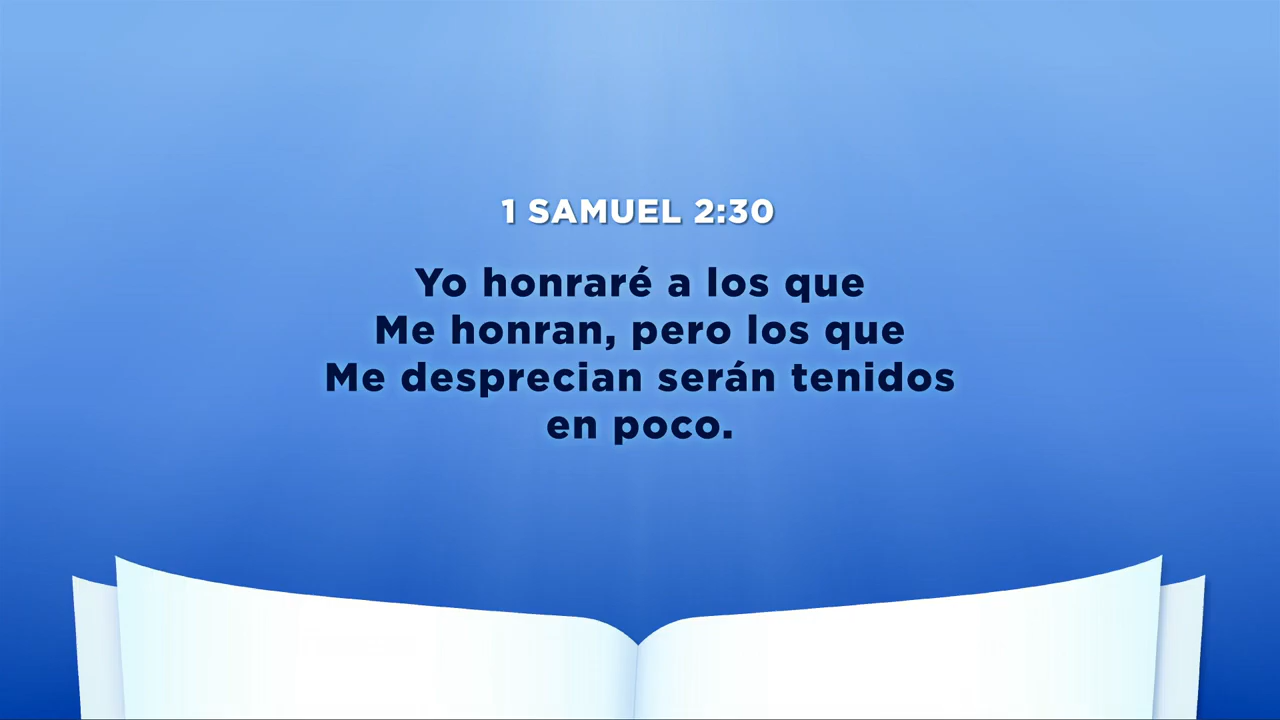 1 SAMUEL 2:30
Yo honraré a los que
Me honran, pero los que
Me desprecian serán tenidos
en poco.